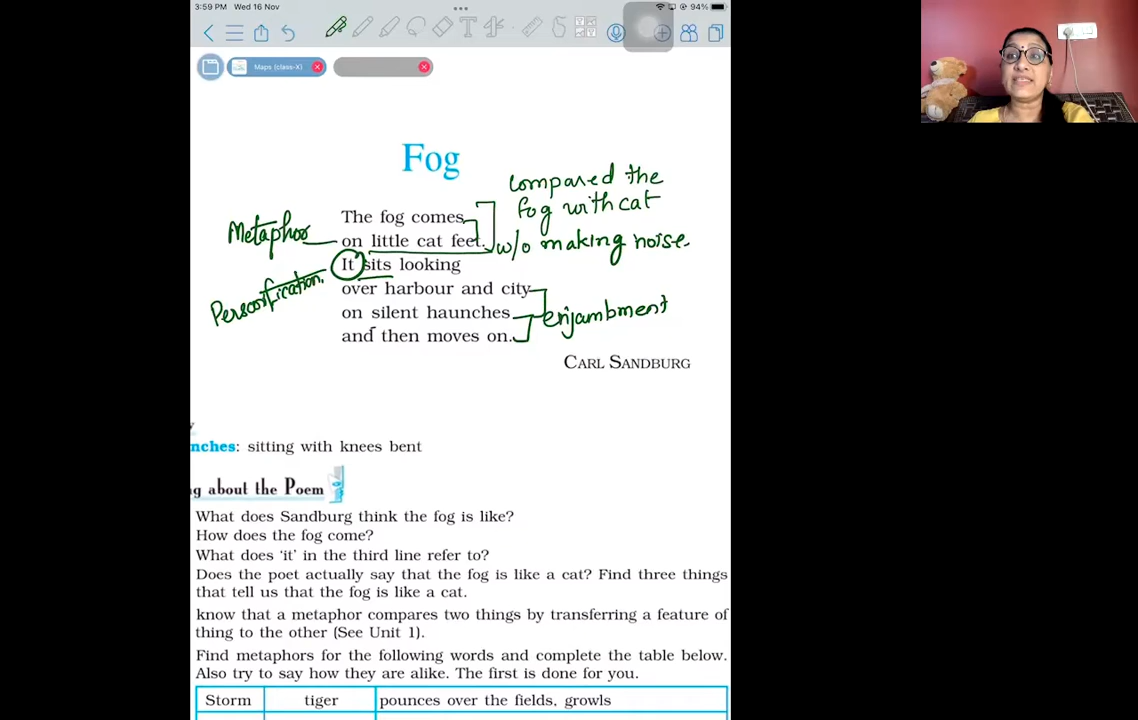 3:59 PM Wed 16 Nov
94%
Maps (class-X)
Fog
compared the
fog with cat
w/o making noise.
Metaphor
Personification.
The fog comes
on little cat feet.
It sits looking
over harbour and city
on silent haunches
and then moves on.
enjambment
CARL SANDBURG
nches: sitting with knees bent
g about the Poem
What does Sandburg think the fog is like?
How does the fog come?
What does ‘it’ in the third line refer to?
Does the poet actually say that the fog is like a cat? Find three things
that tell us that the fog is like a cat.
know that a metaphor compares two things by transferring a feature of
thing to the other (See Unit 1).
Find metaphors for the following words and complete the table below.
Also try to say how they are alike. The first is done for you.
Storm tiger pounces over the fields, growls